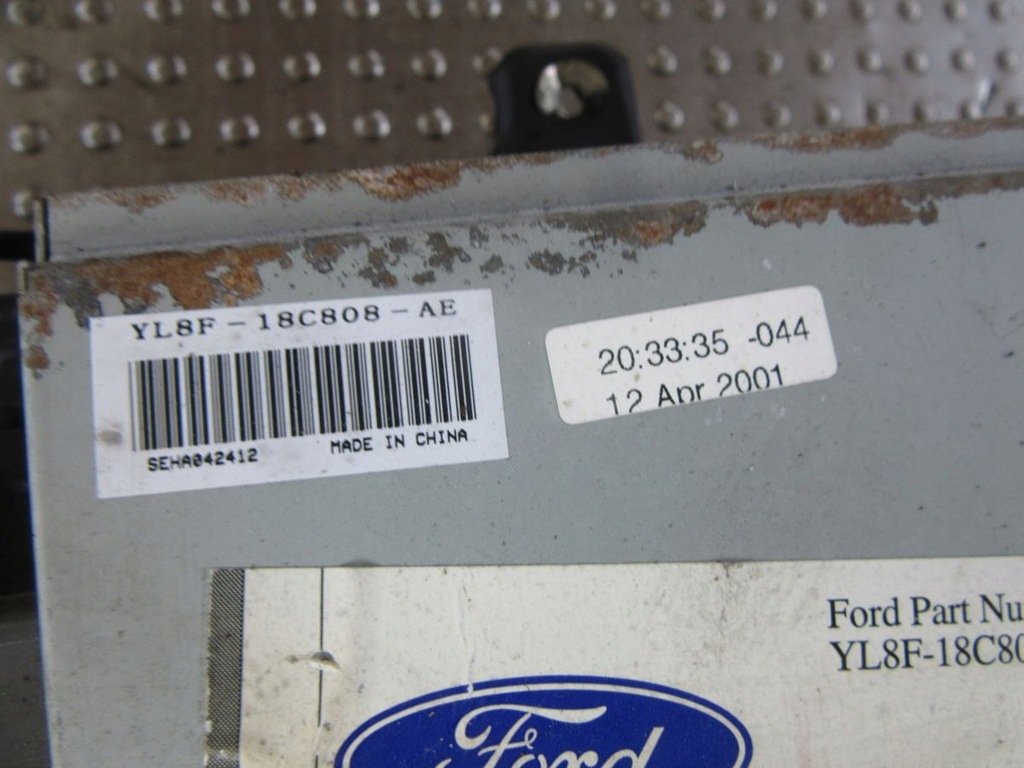 YL8F-18C808-AE
SEHA042412 MADE IN CHINA
20:33:35 -044
12 Apr 2001
Ford Part Nu
YL8F-18C80
Ford